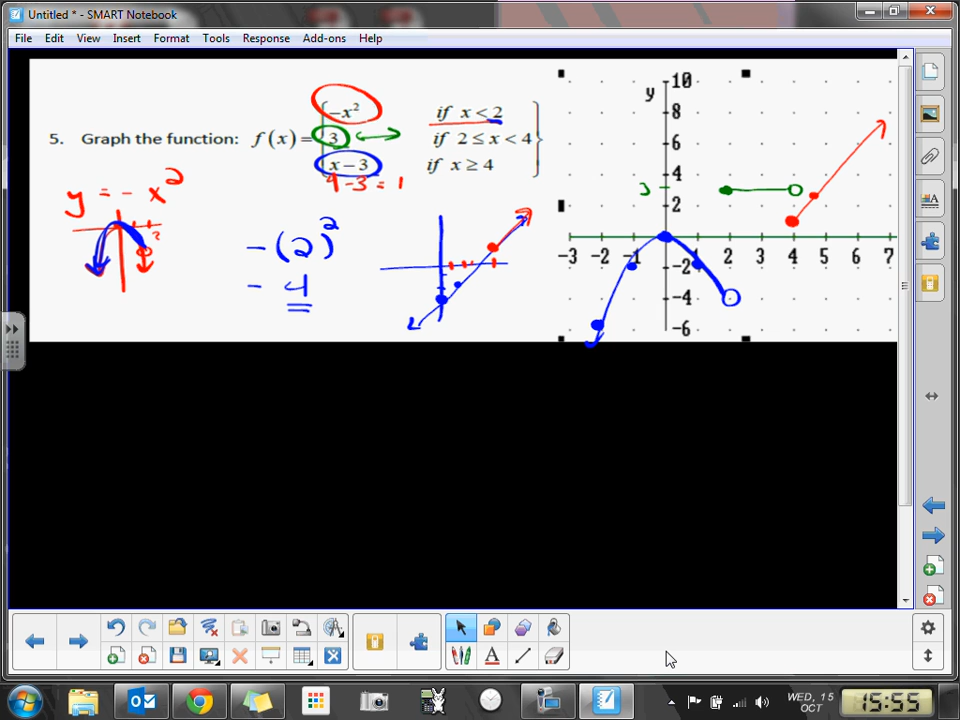 Untitled * - SMART Notebook
File Edit View Insert Format Tools Response Add-ons Help
5. Graph the function: f(x) =
-x² if x < 2
3 if 2 ≤ x < 4
x-3 if x ≥ 4
4-3=1
y = - x²
2
-(2)²
- 4
y
10
8
6
4
3
2
-3 -2 -1 1 2 3 4 5 6 7
-2
-4
-6
WED, 15
OCT
15:55